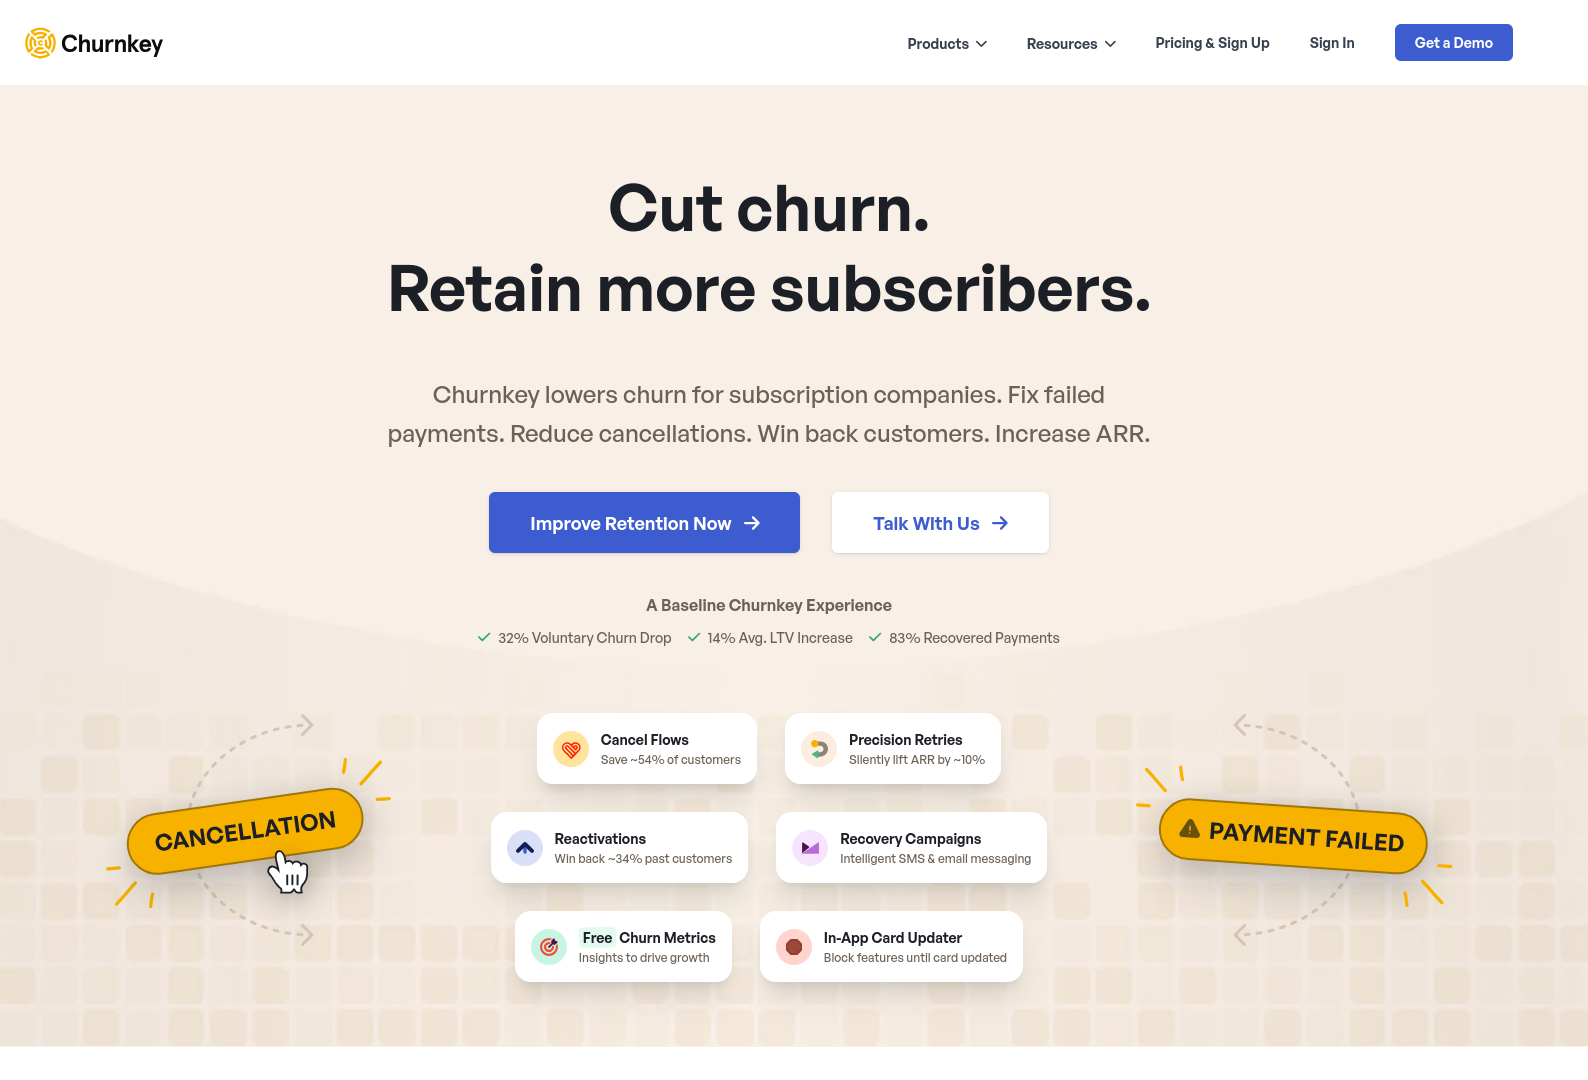 Churnkey
Products
Resources
Pricing & Sign Up
Sign In
Get a Demo
Cut churn.
Retain more subscribers.
Churnkey lowers churn for subscription companies. Fix failed
payments. Reduce cancellations. Win back customers. Increase ARR.
Improve Retention Now
Talk With Us
A Baseline Churnkey Experience
32% Voluntary Churn Drop
14% Avg. LTV Increase
83% Recovered Payments
Cancel Flows
Save ~54% of customers
Precision Retries
Silently lift ARR by ~10%
CANCELLATION
Reactivations
Win back ~34% past customers
Recovery Campaigns
Intelligent SMS & email messaging
PAYMENT FAILED
Free Churn Metrics
Insights to drive growth
In-App Card Updater
Block features until card updated